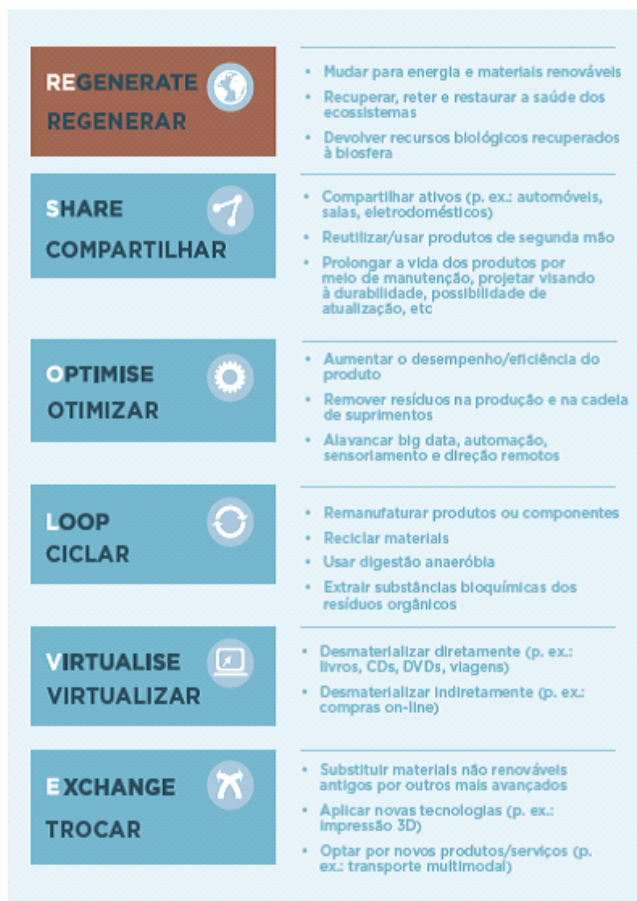 REGENERATE
REGENERAR
• Mudar para energia e materiais renováveis
• Recuperar, reter e restaurar a saúde dos
ecossistemas
• Devolver recursos biológicos recuperados
à biosfera
SHARE
COMPARTILHAR
• Compartilhar ativos (p. ex.: automóveis,
salas, eletrodomésticos)
• Reutilizar/usar produtos de segunda mão
• Prolongar a vida dos produtos por
meio de manutenção, projetar visando
à durabilidade, possibilidade de
atualização, etc
OPTIMISE
OTIMIZAR
• Aumentar o desempenho/eficiência do
produto
• Remover resíduos na produção e na cadeia
de suprimentos
• Alavancar big data, automação,
sensoriamento e direção remotos
LOOP
CICLAR
• Remanufaturar produtos ou componentes
• Reciclar materiais
• Usar digestão anaeróbia
• Extrair substâncias bioquímicas dos
resíduos orgânicos
VIRTUALISE
VIRTUALIZAR
• Desmaterializar diretamente (p. ex.:
livros, CDs, DVDs, viagens)
• Desmaterializar indiretamente (p. ex.:
compras on-line)
EXCHANGE
TROCAR
• Substituir materiais não renováveis
antigos por outros mais avançados
• Aplicar novas tecnologias (p. ex.:
impressão 3D)
• Optar por novos produtos/serviços (p.
ex.: transporte multimodal)